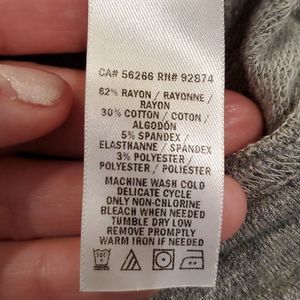 CA# 56266 RN# 92874
62% RAYON / RAYONNE /
RAYON
30% COTTON / COTON /
ALGODÓN
5% SPANDEX /
ELASTHANNE / SPANDEX
3% POLYESTER /
POLYESTER / POLIESTER
MACHINE WASH COLD
DELICATE CYCLE
ONLY NON-CHLORINE
BLEACH WHEN NEEDED
TUMBLE DRY LOW
REMOVE PROMPTLY
WARM IRON IF NEEDED